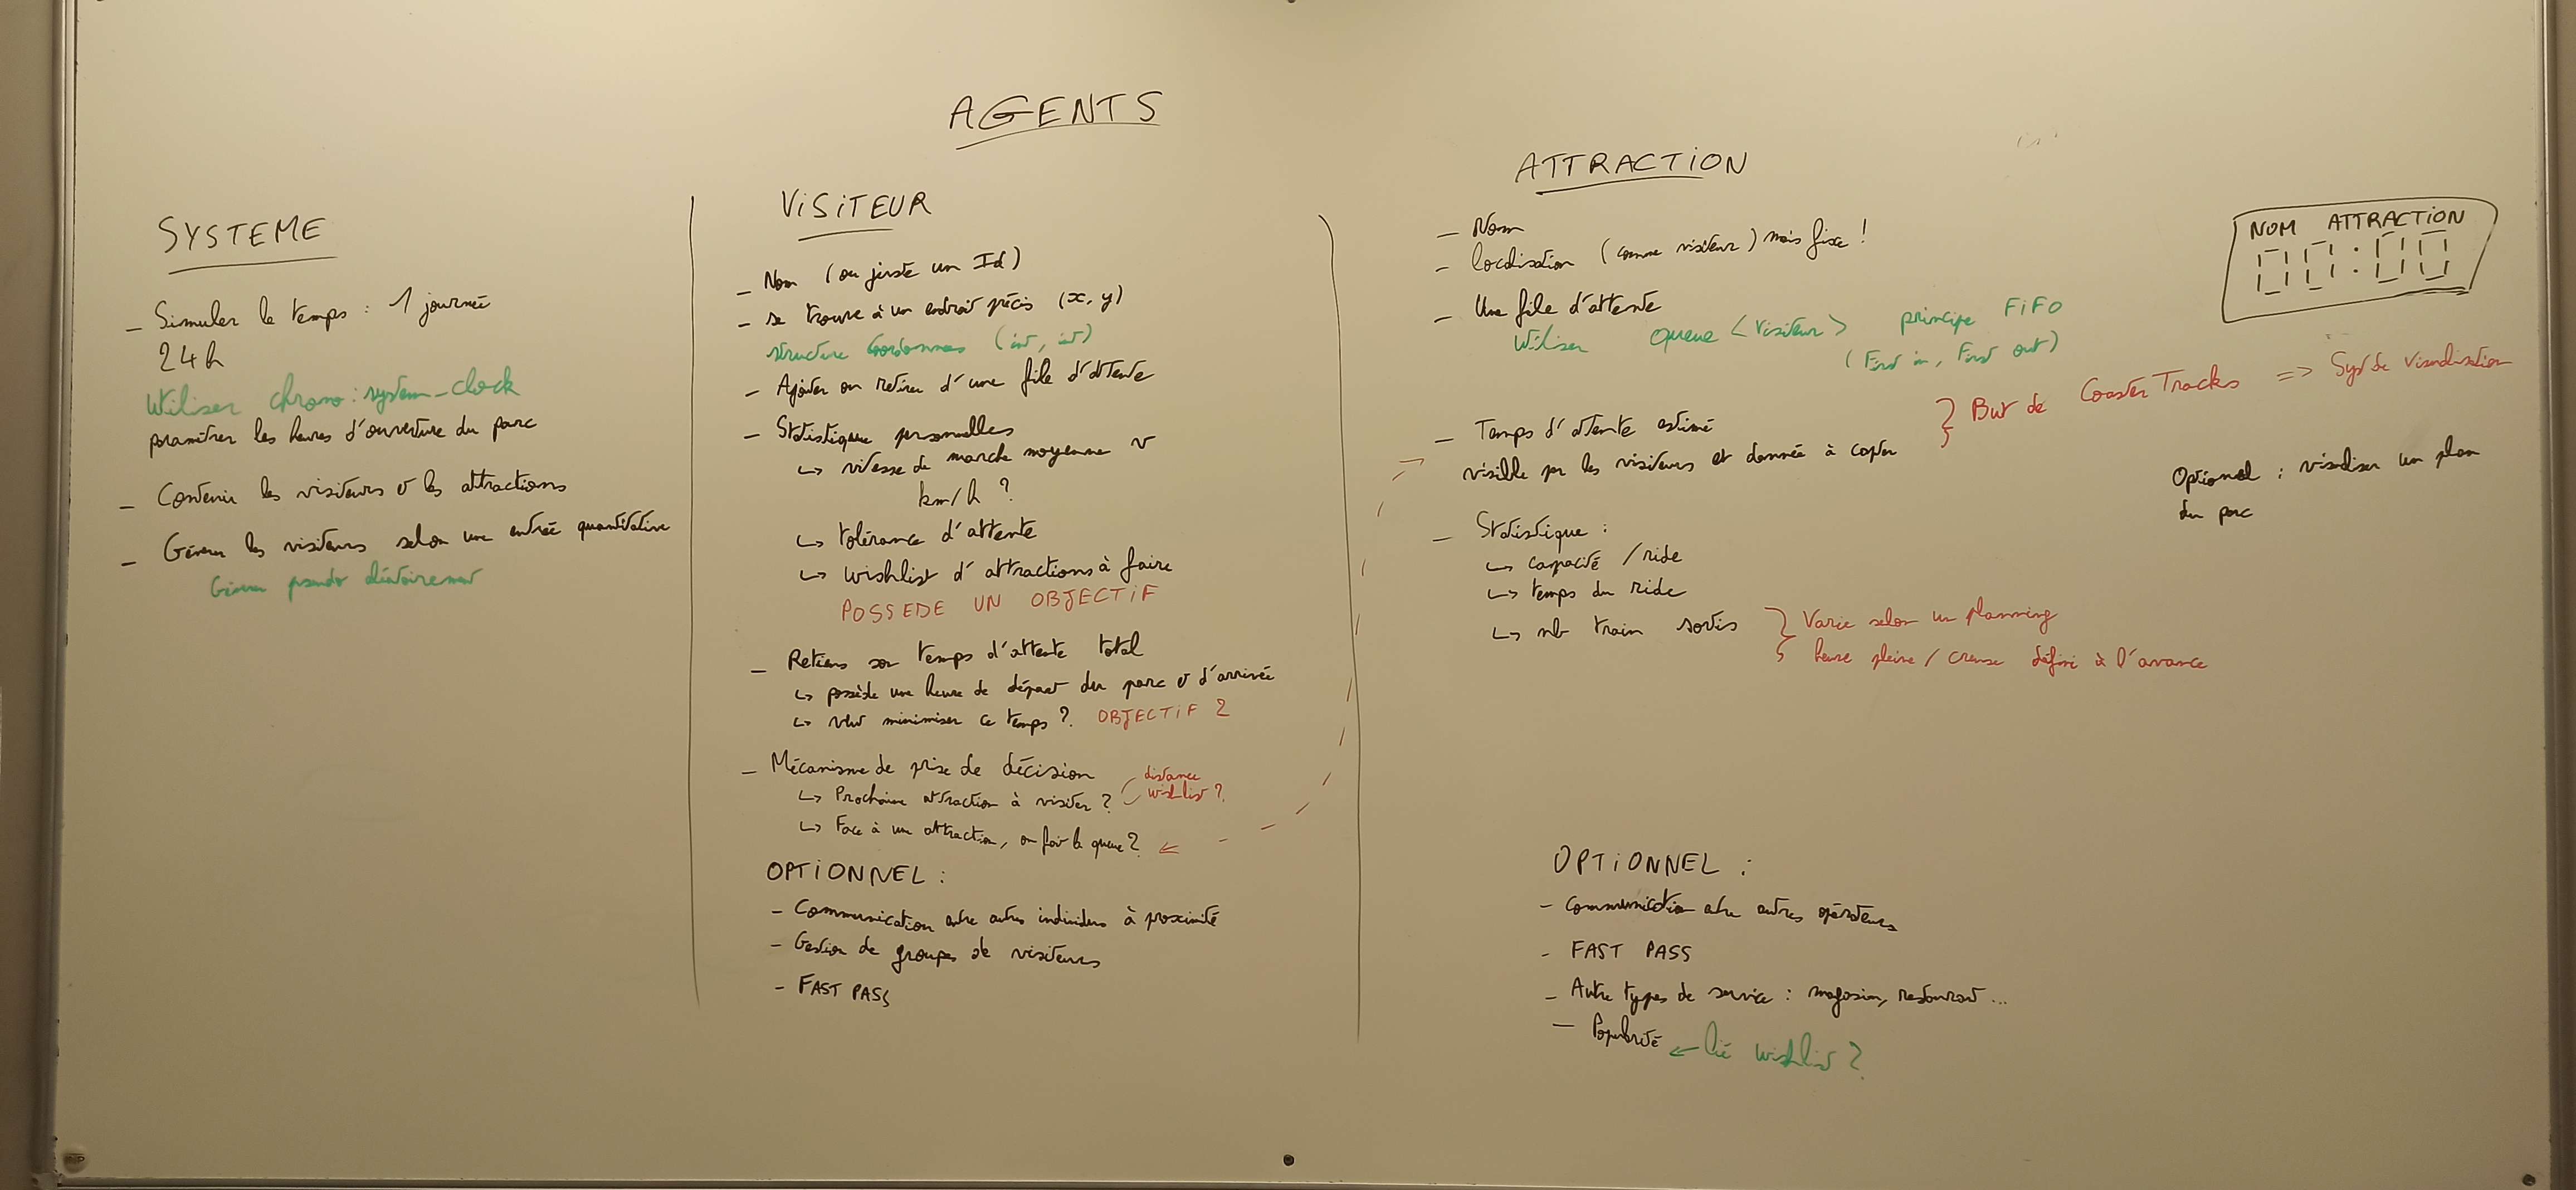 AGENTS
SYSTEME
_ Simuler le temps : 1 journée
24h
Utiliser chrono::system_clock
paramétrer les heures d'ouverture du parc
_ Contenir les visiteurs & les attractions
_ Gérer les visiteurs selon une entrée quantitative
Gérer pseudo aléatoirement
VISITEUR
_ Nom (ou juste un Id)
_ se trouve à un endroit précis (x, y)
structure Coordonnees (int, int)
_ Ajouter ou retirer d'une file d'attente
_ Statistique personnelles
↳ vitesse de marche moyenne v
km/h ?
↳ tolérance d'attente
↳ wishlist d'attractions à faire
POSSEDE UN OBJECTIF
_ Retiens son temps d'attente total
↳ possède une heure de départ du parc & d'arrivée
↳ veut minimiser ce temps ? OBJECTIF 2
_ Mécanisme de prise de décision
↳ Prochaine attraction à visiter ? distance
wishlist ?
↳ Face à une attraction, on fait la queue ?
OPTIONNEL :
- Communication entre autres individus à proximité
- Gestion de groupes de visiteurs
- FAST PASS
ATTRACTION
_ Nom
_ localisation (comme visiteur) mais fixe !
_ Une file d'attente
Utiliser queue <Visiteur> principe FIFO
(First in, First out)
_ Temps d'attente estimé
visible par les visiteurs et donnée à capter
} But de CoasterTracks => Syst de visualisation
_ Statistique :
↳ capacité /ride
↳ temps du ride
↳ nb train sortis
} Varie selon un planning
heure pleine / creuse défini à l'avance
NOM ATTRACTION
00:00
Optionnel : visualiser un plan
du parc
OPTIONNEL :
- Communication entre autres opérateurs
- FAST PASS
- Autre types de service : magasin, restaurant ...
- Popularité ← lié wishlist ?